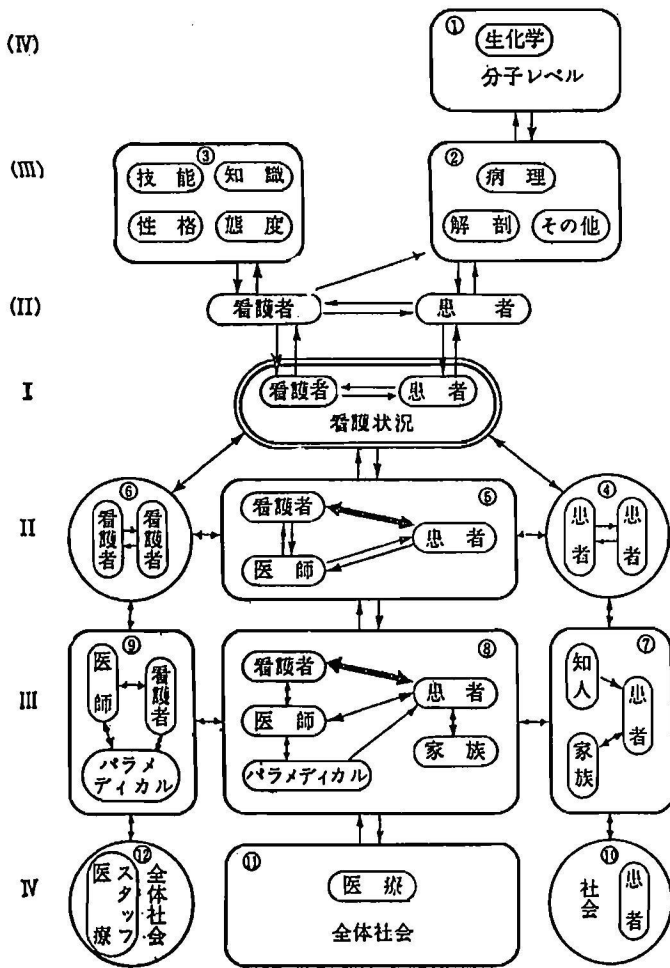 (IV)
①
生化学
分子レベル
(III)
③
技能 知識
性格 態度
②
病理
解剖 その他
(II)
看護者 患者
I
看護者 患者
看護状況
II
⑥
看護者 看護者
⑤
看護者
患者
医師
④
患者 患者
III
⑨
医師
看護者
パラメディカル
⑧
看護者
患者
医師
家族
パラメディカル
⑦
知人
患者
家族
IV
⑫
医療
スタッフ
全体社会
⑪
医療
全体社会
⑩
社会
患者